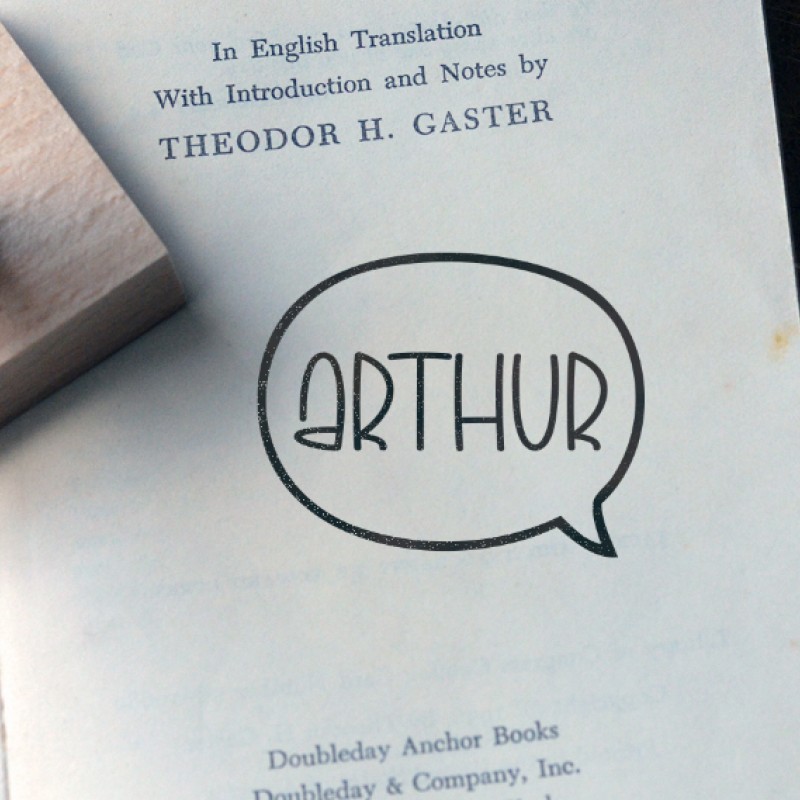 In English Translation
With Introduction and Notes by
THEODOR H. GASTER
ARTHUR
Doubleday Anchor Books
Doubleday & Company, Inc.